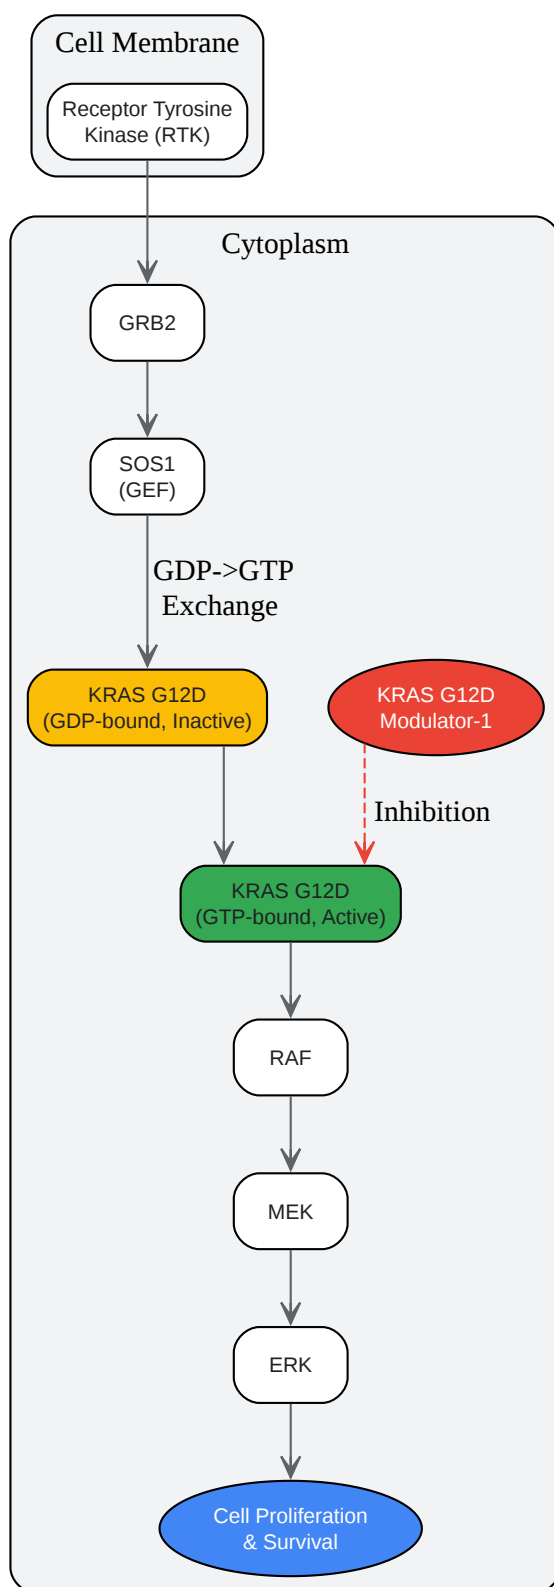 Cell Membrane
Receptor Tyrosine
Kinase (RTK)
Cytoplasm
GRB2
SOS1
(GEF)
GDP->GTP
Exchange
KRAS G12D
(GDP-bound, Inactive)
KRAS G12D
Modulator-1
Inhibition
KRAS G12D
(GTP-bound, Active)
RAF
MEK
ERK
Cell Proliferation
& Survival